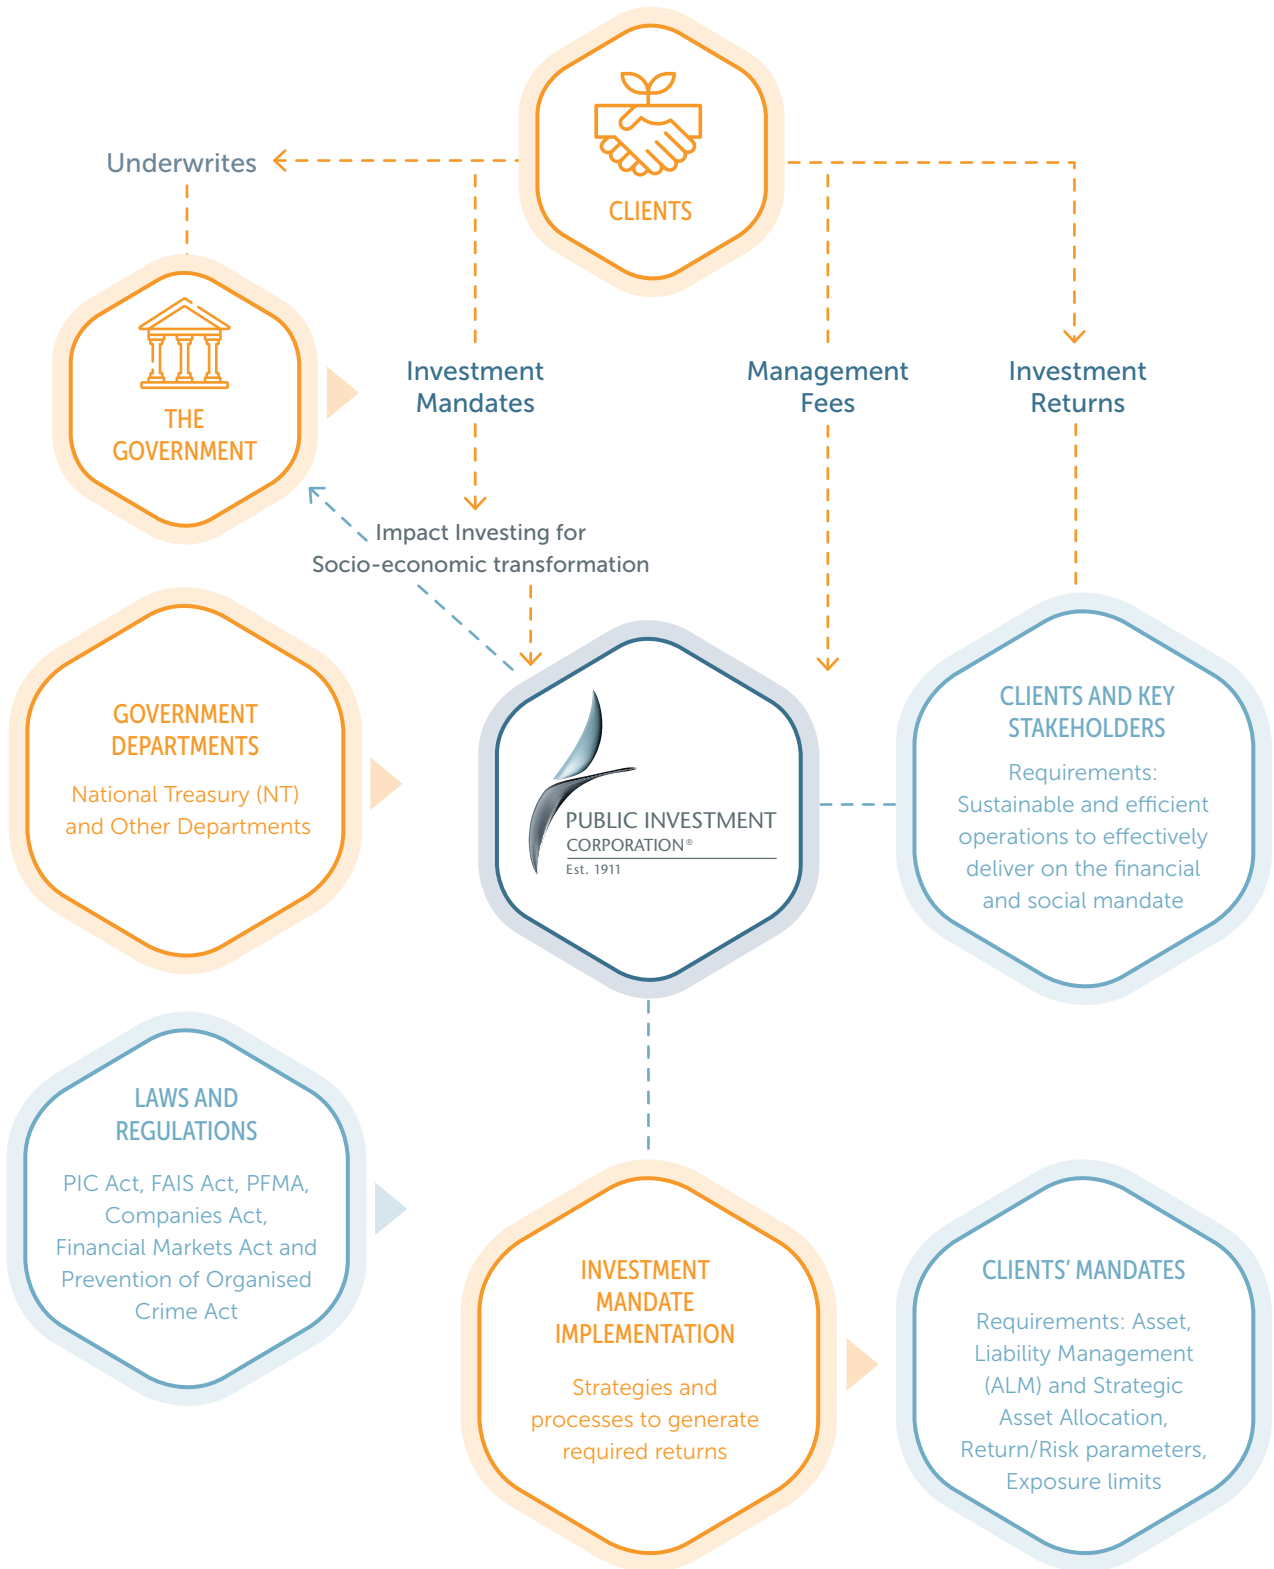 CLIENTS
Underwrites
THE
GOVERNMENT
Investment
Mandates
Management
Fees
Investment
Returns
Impact Investing for
Socio-economic transformation
GOVERNMENT
DEPARTMENTS
National Treasury (NT)
and Other Departments
PUBLIC INVESTMENT
CORPORATION®
Est. 1911
CLIENTS AND KEY
STAKEHOLDERS
Requirements:
Sustainable and efficient
operations to effectively
deliver on the financial
and social mandate
LAWS AND
REGULATIONS
PIC Act, FAIS Act, PFMA,
Companies Act,
Financial Markets Act and
Prevention of Organised
Crime Act
INVESTMENT
MANDATE
IMPLEMENTATION
Strategies and
processes to generate
required returns
CLIENTS’ MANDATES
Requirements: Asset,
Liability Management
(ALM) and Strategic
Asset Allocation,
Return/Risk parameters,
Exposure limits